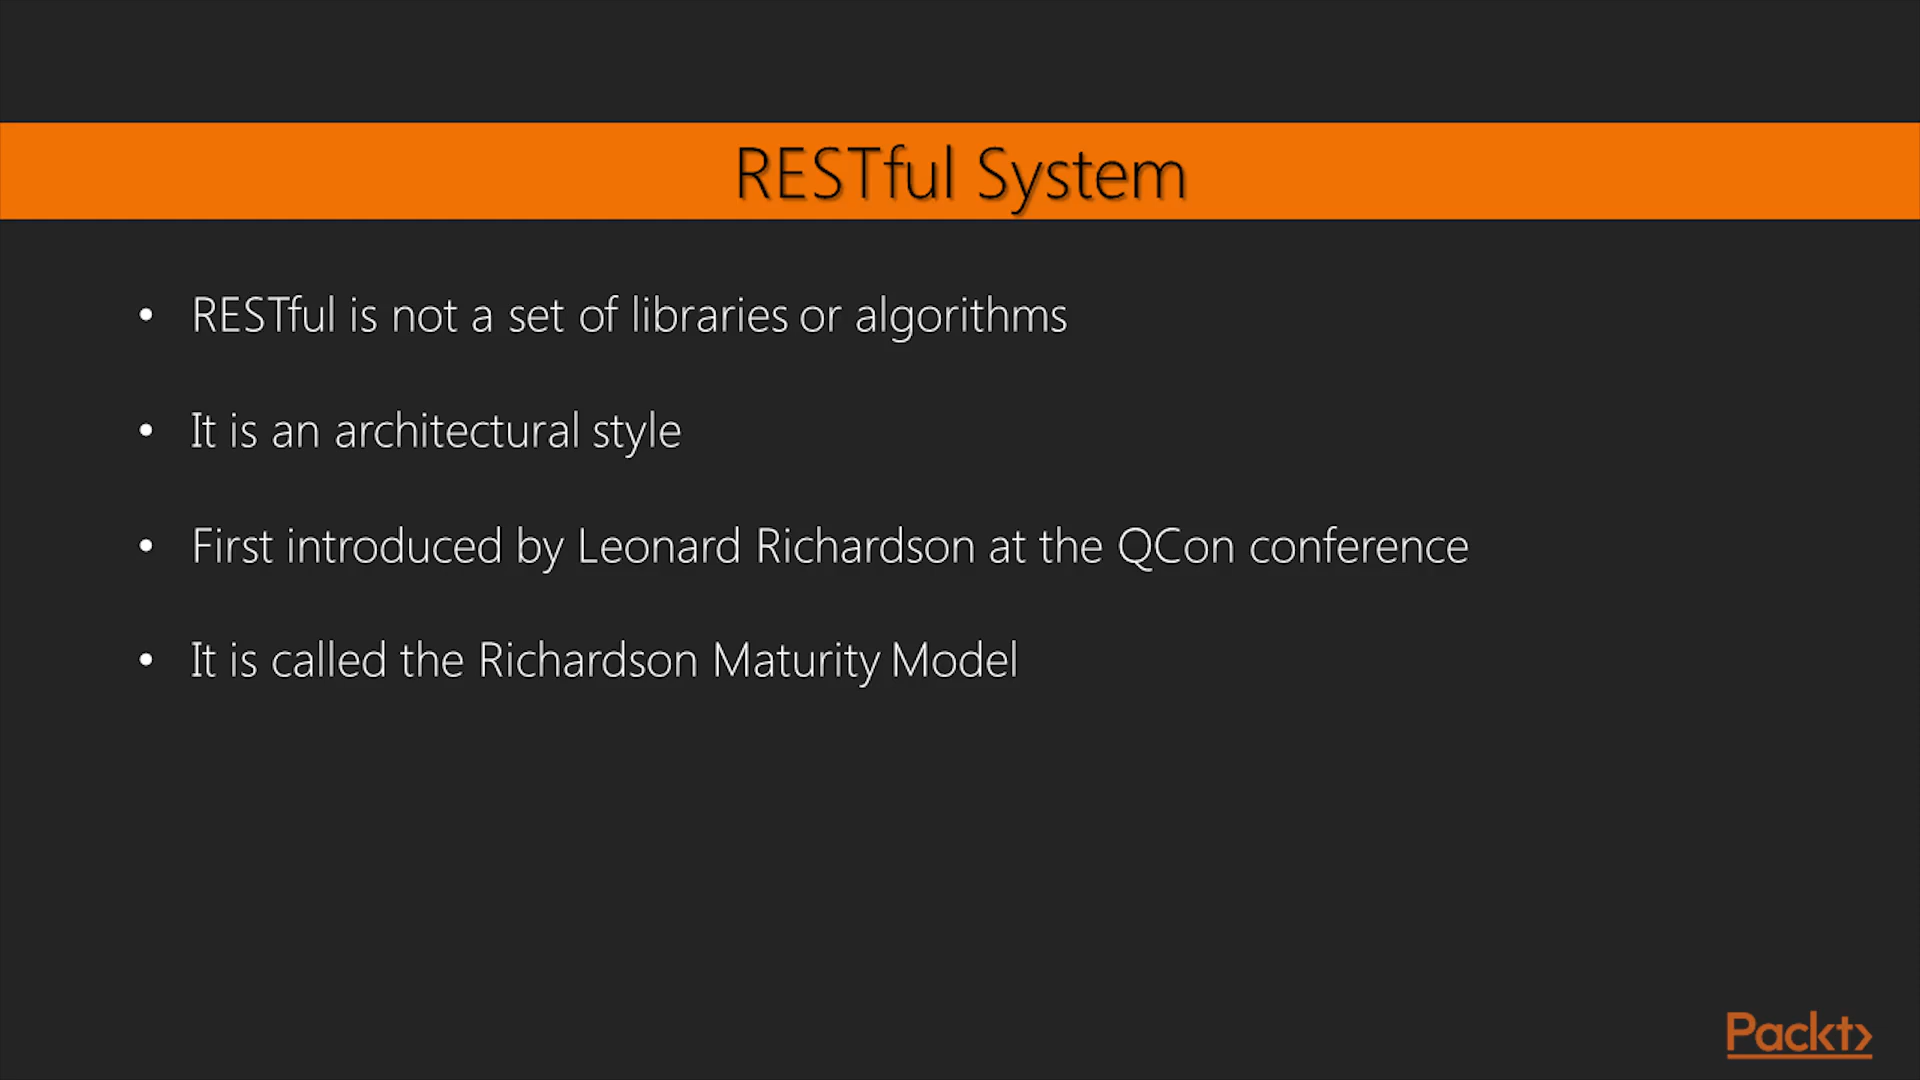 RESTful System
• RESTful is not a set of libraries or algorithms
• It is an architectural style
• First introduced by Leonard Richardson at the QCon conference
• It is called the Richardson Maturity Model
Packt>